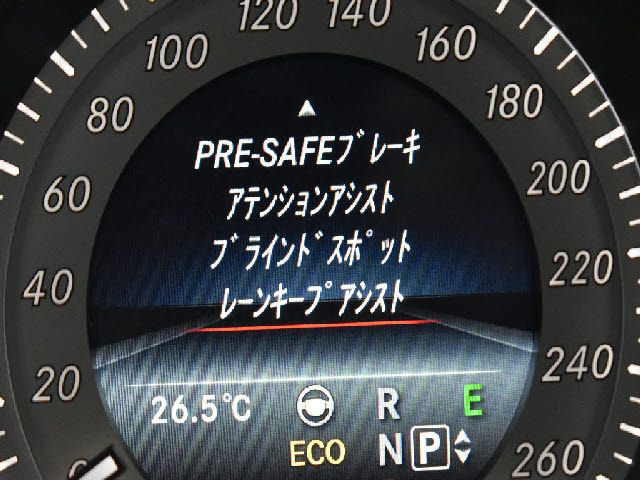 120 140
100 160
80 180
60 200
40 220
20 240
0 260
PRE-SAFEブレーキ
アテンションアシスト
ブラインドスポット
レーンキープアシスト
26.5℃ R E
ECO N P